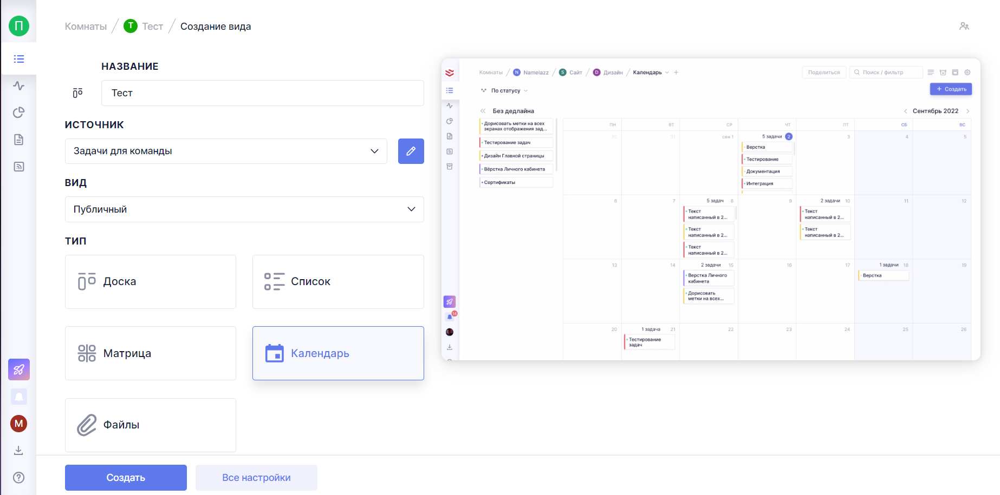 П
Комнаты / Т Тест / Создание вида
НАЗВАНИЕ
Тест
ИСТОЧНИК
Задачи для команды
ВИД
Публичный
ТИП
Доска
Список
Матрица
Календарь
Файлы
М
Создать
Все настройки
Комнаты / N Namelazz / S Сайт / D Дизайн / Календарь +
Поделиться
Поиск / фильтр
По статусу
+ Создать
Без дедлайна
Сентябрь 2022
Дорисовать метки на всех
экранах отображения зад...
Тестирование задач
Дизайн Главной страницы
Вёрстка Личного кабинета
Сертификаты
14
ПН ВТ СР ЧТ ПТ СБ ВС
30 31 сен 1 5 задачи 2 3 4 5
Верстка
Тестирование
Документация
Интеграция
6 7 5 задач 8 9 2 задачи 10 11 12
Текст
написанный в 2...
Текст
написанный в 2...
Текст
написанный в 2...
Текст
написанный в 2...
Текст
написанный в 2...
13 14 2 задачи 15 16 17 1 задачи 18 19
Верстка Личного
кабинета
Дорисовать
метки на всех...
Верстка
20 1 задача 21 22 23 24 25 26
Тестирование
задач